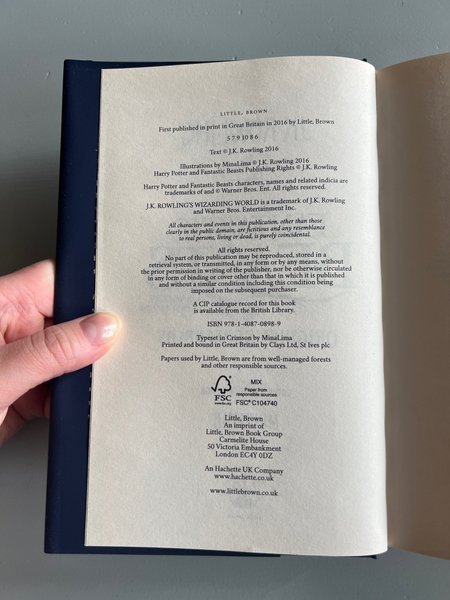 LITTLE, BROWN
First published in print in Great Britain in 2016 by Little, Brown
5 7 9 10 8 6
Text © J.K. Rowling 2016
Illustrations by MinaLima © J.K. Rowling 2016
Harry Potter and Fantastic Beasts Publishing Rights © J.K. Rowling
Harry Potter and Fantastic Beasts characters, names and related indicia are
trademarks of and © Warner Bros. Ent. All rights reserved.
J.K. ROWLING'S WIZARDING WORLD is a trademark of J.K. Rowling
and Warner Bros. Entertainment Inc.
All characters and events in this publication, other than those
clearly in the public domain, are fictitious and any resemblance
to real persons, living or dead, is purely coincidental.
All rights reserved.
No part of this publication may be reproduced, stored in a
retrieval system, or transmitted, in any form or by any means, without
the prior permission in writing of the publisher, nor be otherwise circulated
in any form of binding or cover other than that in which it is published
and without a similar condition including this condition being
imposed on the subsequent purchaser.
A CIP catalogue record for this book
is available from the British Library.
ISBN 978-1-4087-0898-9
Typeset in Crimson by MinaLima
Printed and bound in Great Britain by Clays Ltd, St Ives plc
Papers used by Little, Brown are from well-managed forests
and other responsible sources.
FSC
www.fsc.org
MIX
Paper from
responsible sources
FSC® C104740
Little, Brown
An imprint of
Little, Brown Book Group
Carmelite House
50 Victoria Embankment
London EC4Y 0DZ
An Hachette UK Company
www.hachette.co.uk
www.littlebrown.co.uk